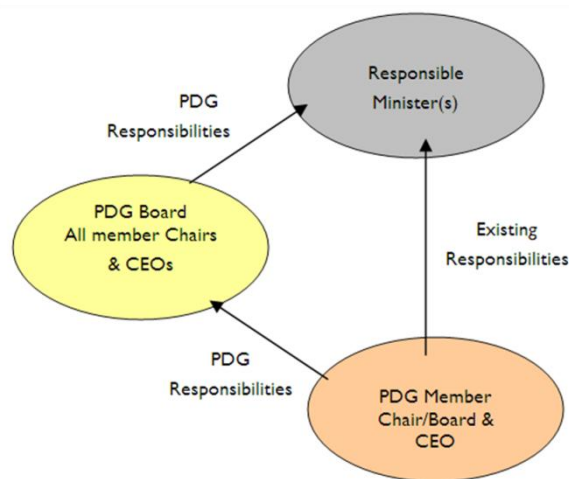 Responsible
Minister(s)
PDG
Responsibilities
PDG Board
All member Chairs
& CEOs
Existing
Responsibilities
PDG
Responsibilities
PDG Member
Chair/Board &
CEO